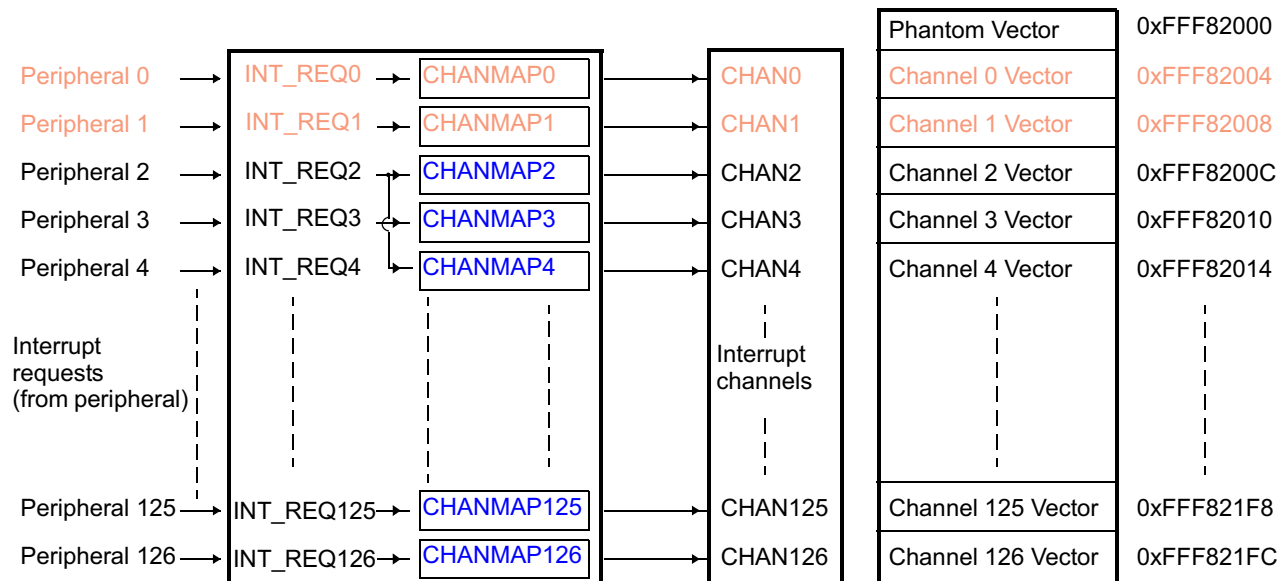 Phantom Vector 0xFFF82000
Peripheral 0 INT_REQ0 CHANMAP0 CHAN0 Channel 0 Vector 0xFFF82004
Peripheral 1 INT_REQ1 CHANMAP1 CHAN1 Channel 1 Vector 0xFFF82008
Peripheral 2 INT_REQ2 CHANMAP2 CHAN2 Channel 2 Vector 0xFFF8200C
Peripheral 3 INT_REQ3 CHANMAP3 CHAN3 Channel 3 Vector 0xFFF82010
Peripheral 4 INT_REQ4 CHANMAP4 CHAN4 Channel 4 Vector 0xFFF82014
Interrupt
requests
(from peripheral)
Interrupt
channels
Peripheral 125 INT_REQ125 CHANMAP125 CHAN125 Channel 125 Vector 0xFFF821F8
Peripheral 126 INT_REQ126 CHANMAP126 CHAN126 Channel 126 Vector 0xFFF821FC